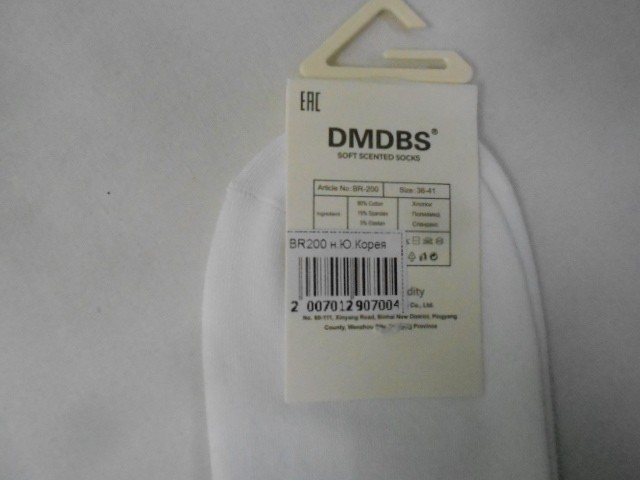 EAC
DMDBS®
SOFT SCENTED SOCKS
Article No: BR-200 Size: 36-41
Ingredient 80% Cotton Хлопок
15% Spandex Полиамид
5% Elastan Спандекс
BR200 н.Ю.Корея
2 007012 907004
dity
Co., Ltd.
No. 99-111, Xinyang Road, Binhai New District, Pingyang
County, Wenzhou Province